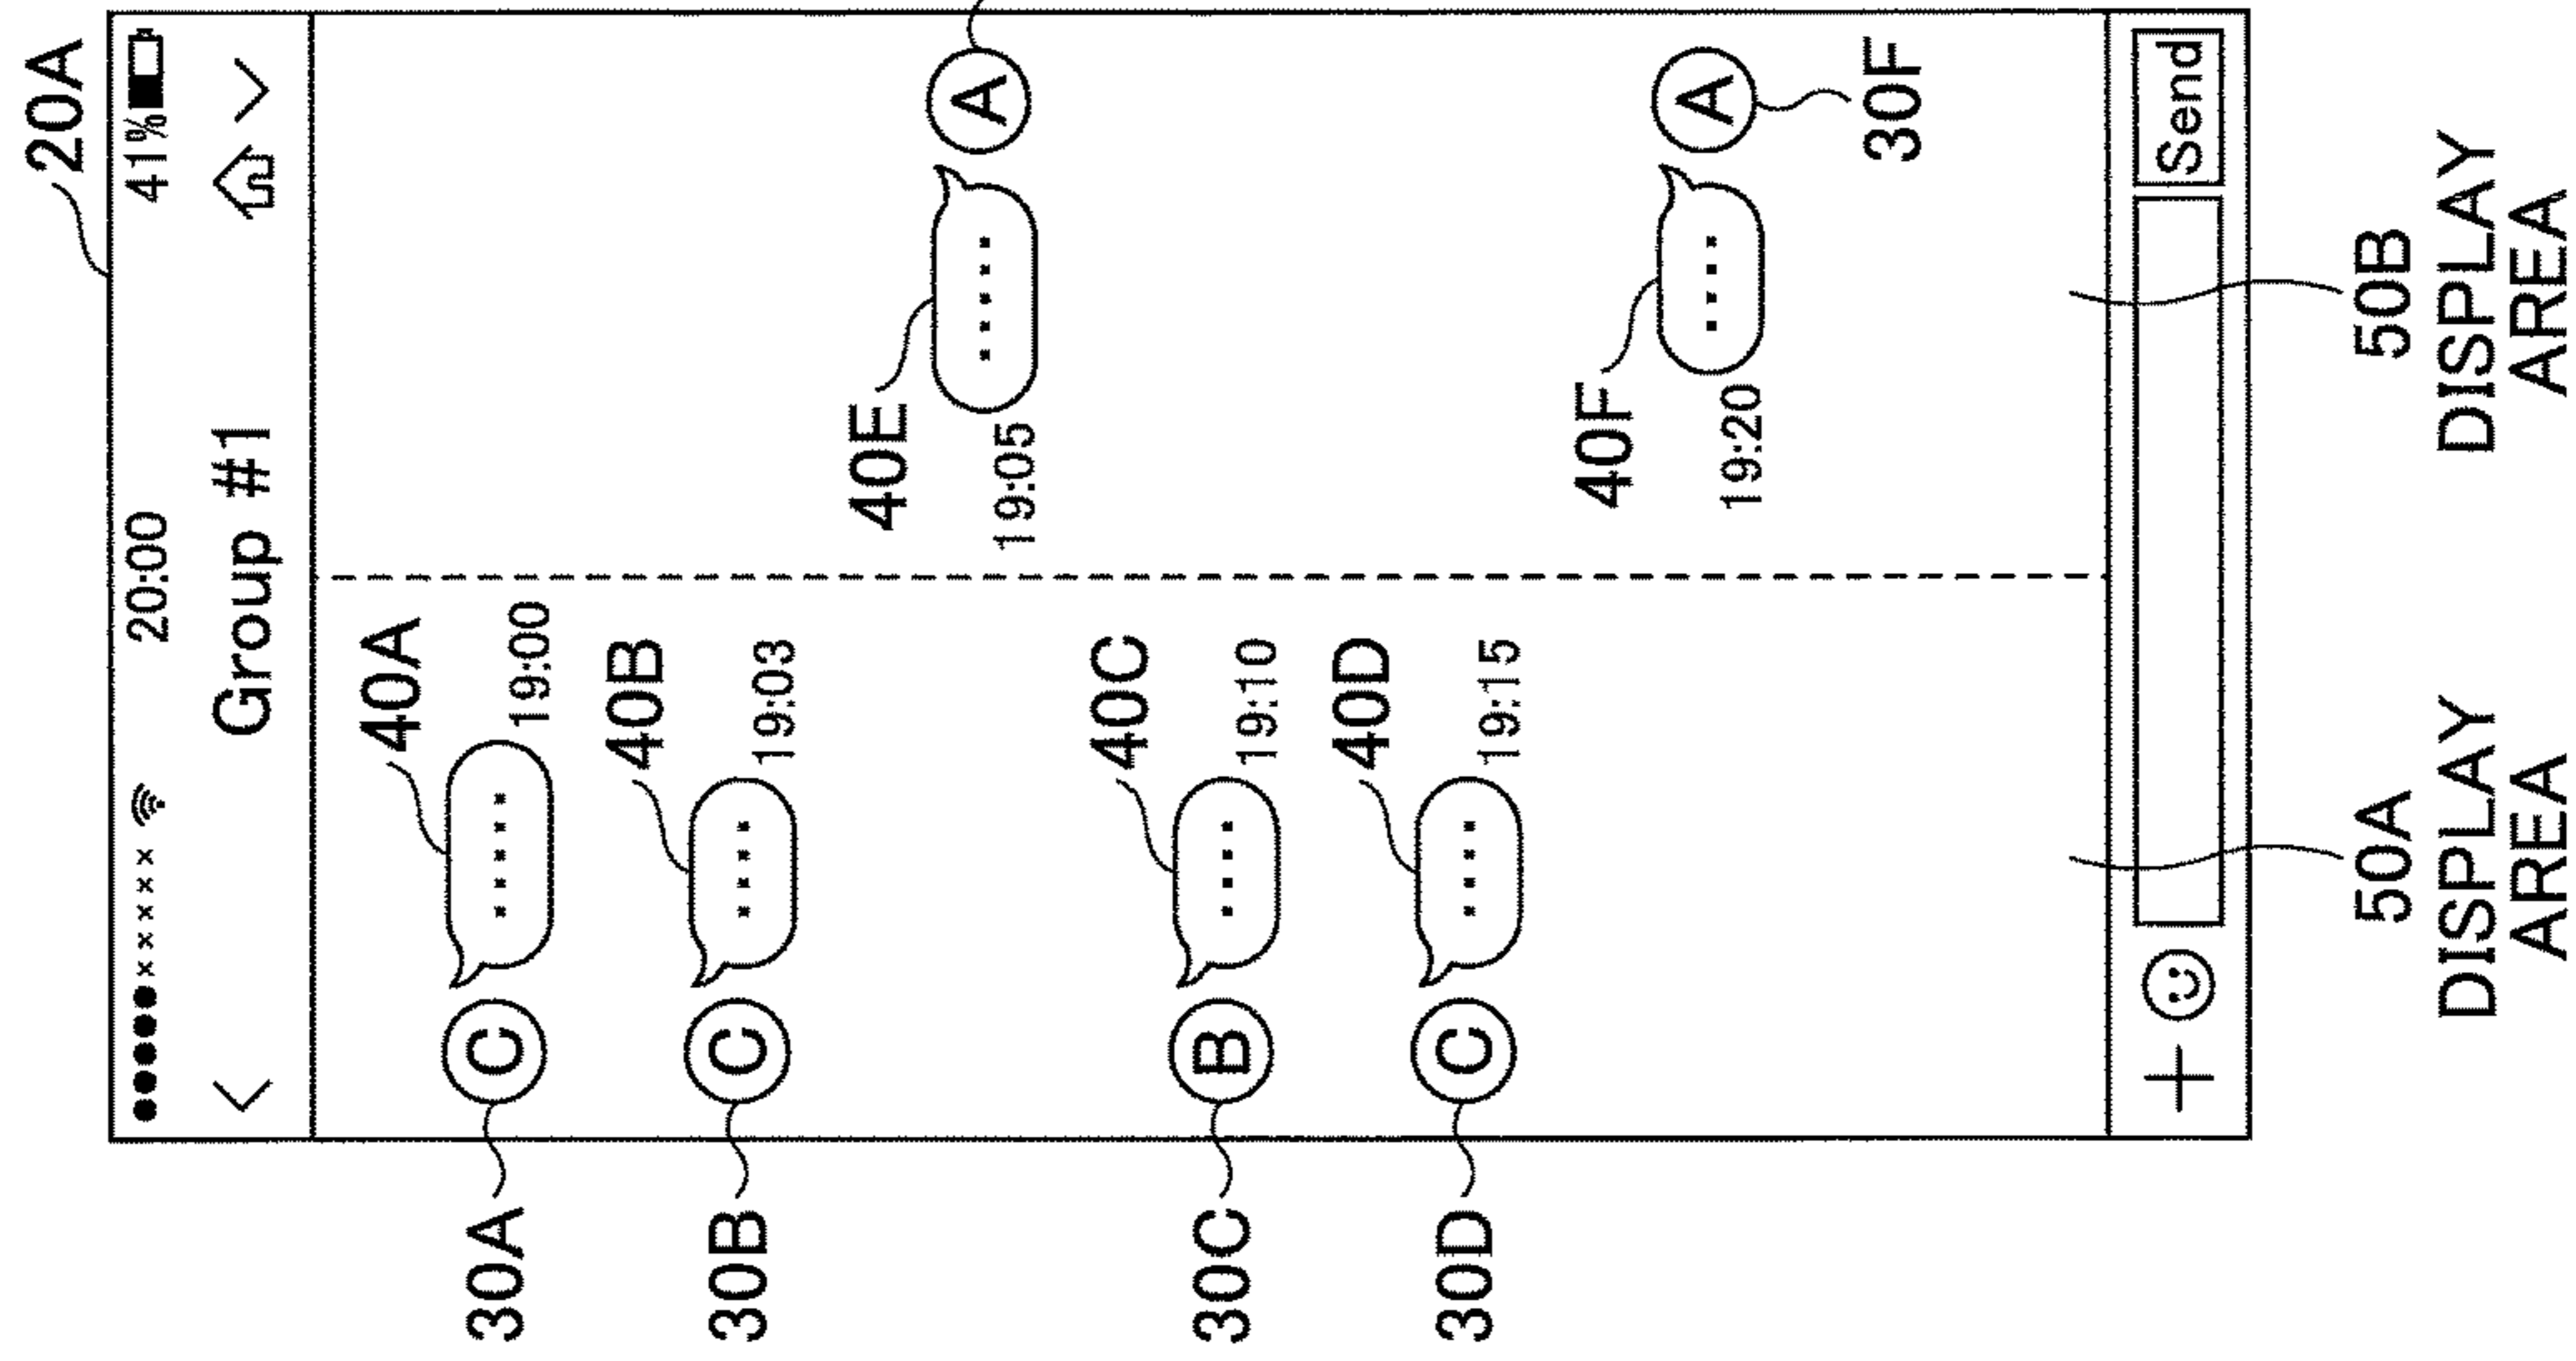 20A
●●●●●××××× 20:00 41%
< Group #1
40A
C ××××× 19:00
30A
40B
C ×××× 19:03
30B
40E
××××× A
19:05
40C
B ×××× 19:10
30C
40D
C ×××× 19:15
30D
40F
×××× A
19:20
30F
+ Send
50A
DISPLAY
AREA
50B
DISPLAY
AREA